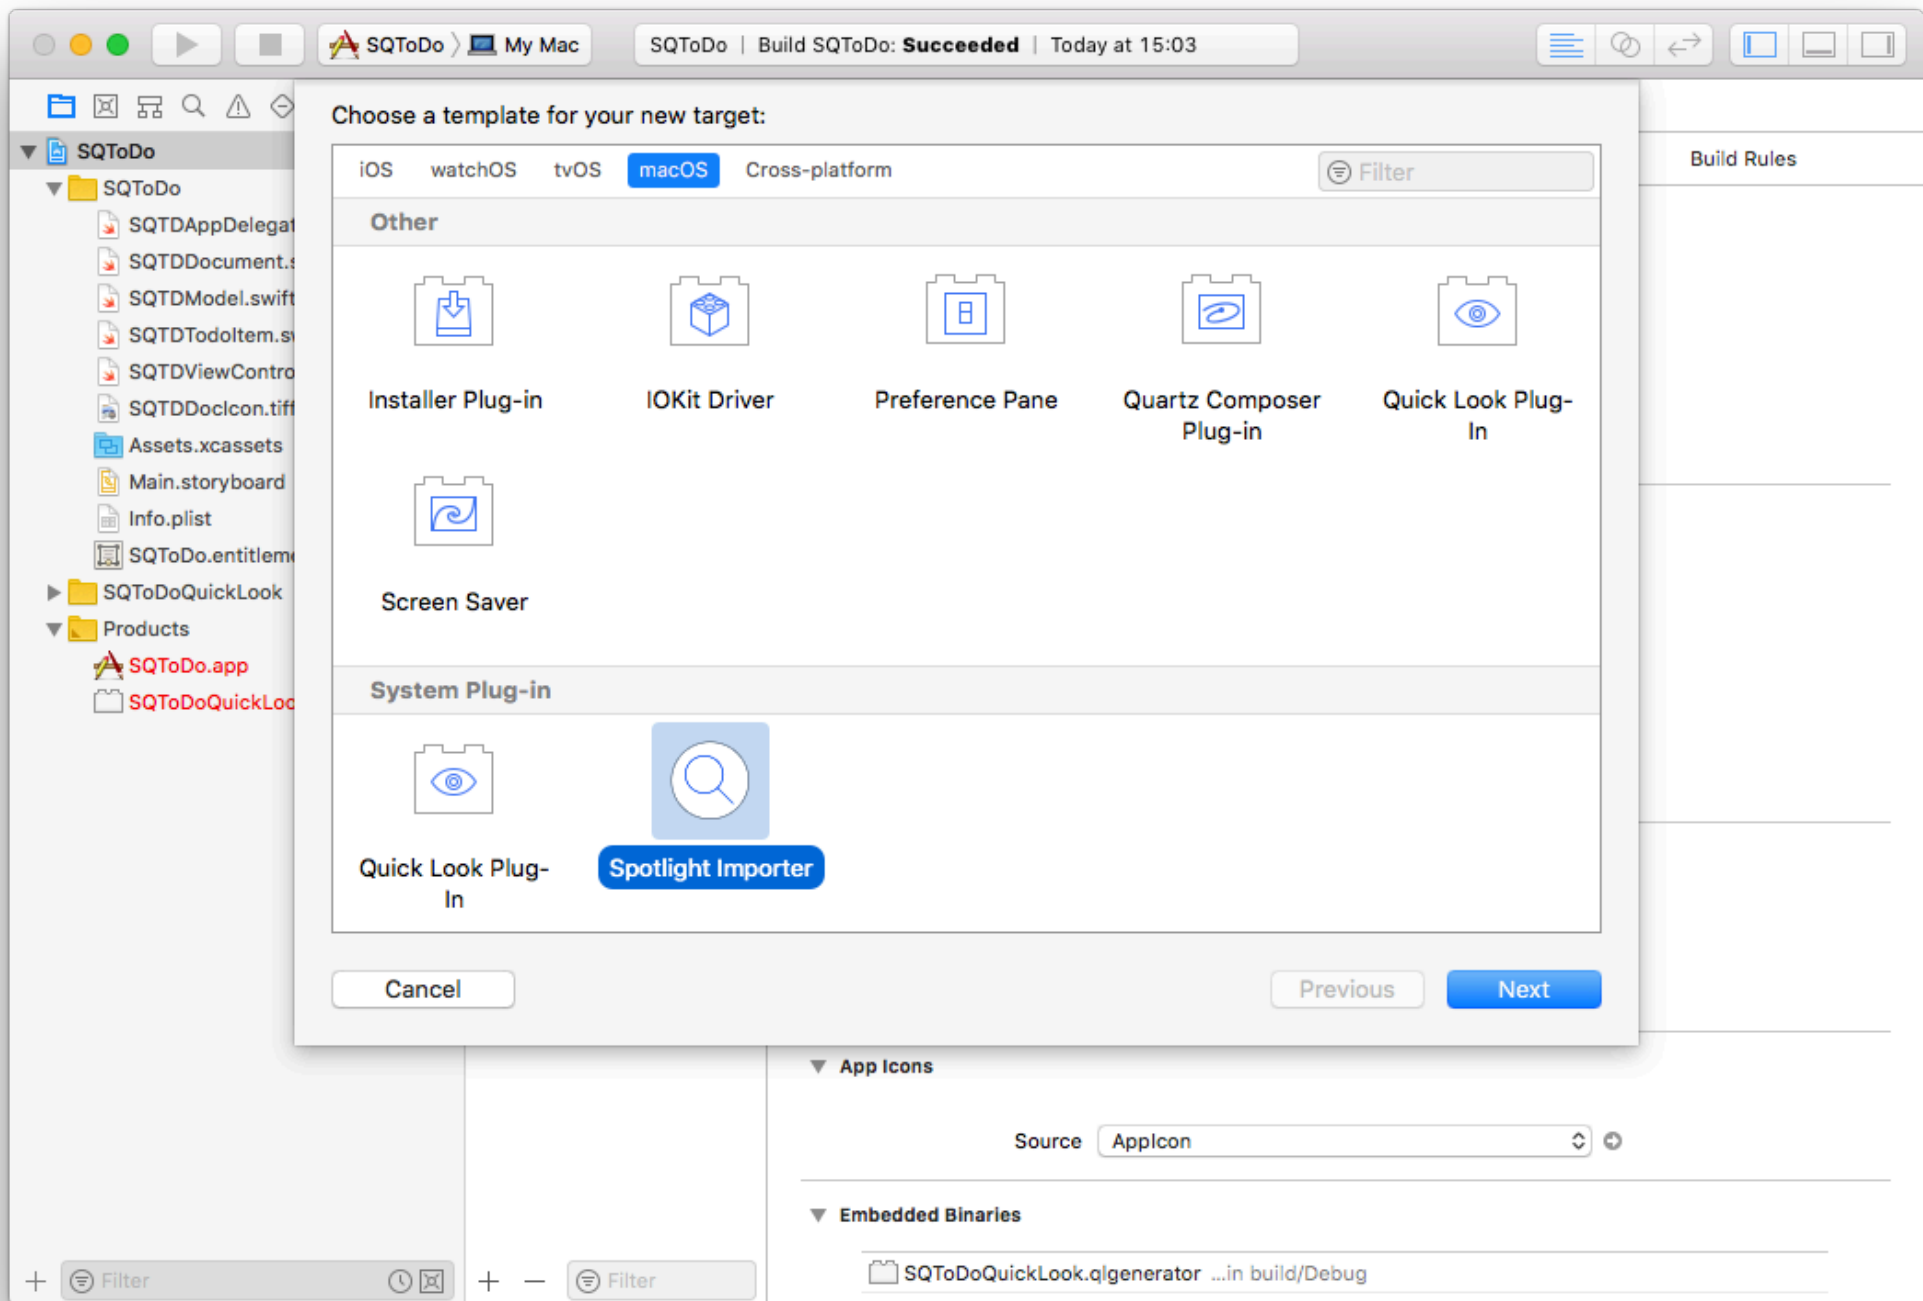 SQToDo 〉 My Mac
SQToDo | Build SQToDo: Succeeded | Today at 15:03
Choose a template for your new target:
iOS watchOS tvOS macOS Cross-platform
Filter
Build Rules
SQToDo
SQToDo
SQTDAppDelegat
SQTDDocument.s
SQTDModel.swift
SQTDTodoItem.sw
SQTDViewContro
SQTDDocIcon.tiff
Assets.xcassets
Main.storyboard
Info.plist
SQToDo.entitleme
SQToDoQuickLook
Products
SQToDo.app
SQToDoQuickLoo
Other
Installer Plug-in
IOKit Driver
Preference Pane
Quartz Composer
Plug-in
Quick Look Plug-
In
Screen Saver
System Plug-in
Quick Look Plug-
In
Spotlight Importer
Cancel
Previous
Next
App Icons
Source AppIcon
Embedded Binaries
SQToDoQuickLook.qlgenerator ...in build/Debug
Filter
Filter